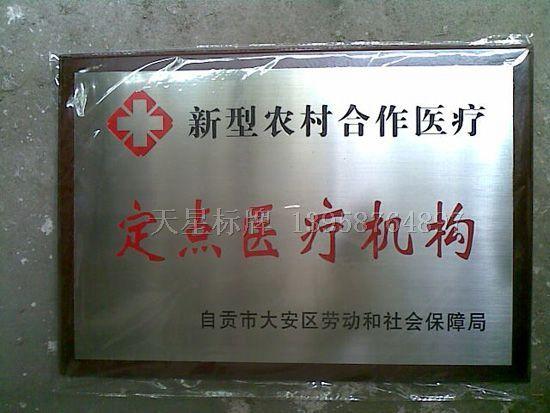 新型农村合作医疗
定点医疗机构
天星标牌
自贡市大安区劳动和社会保障局